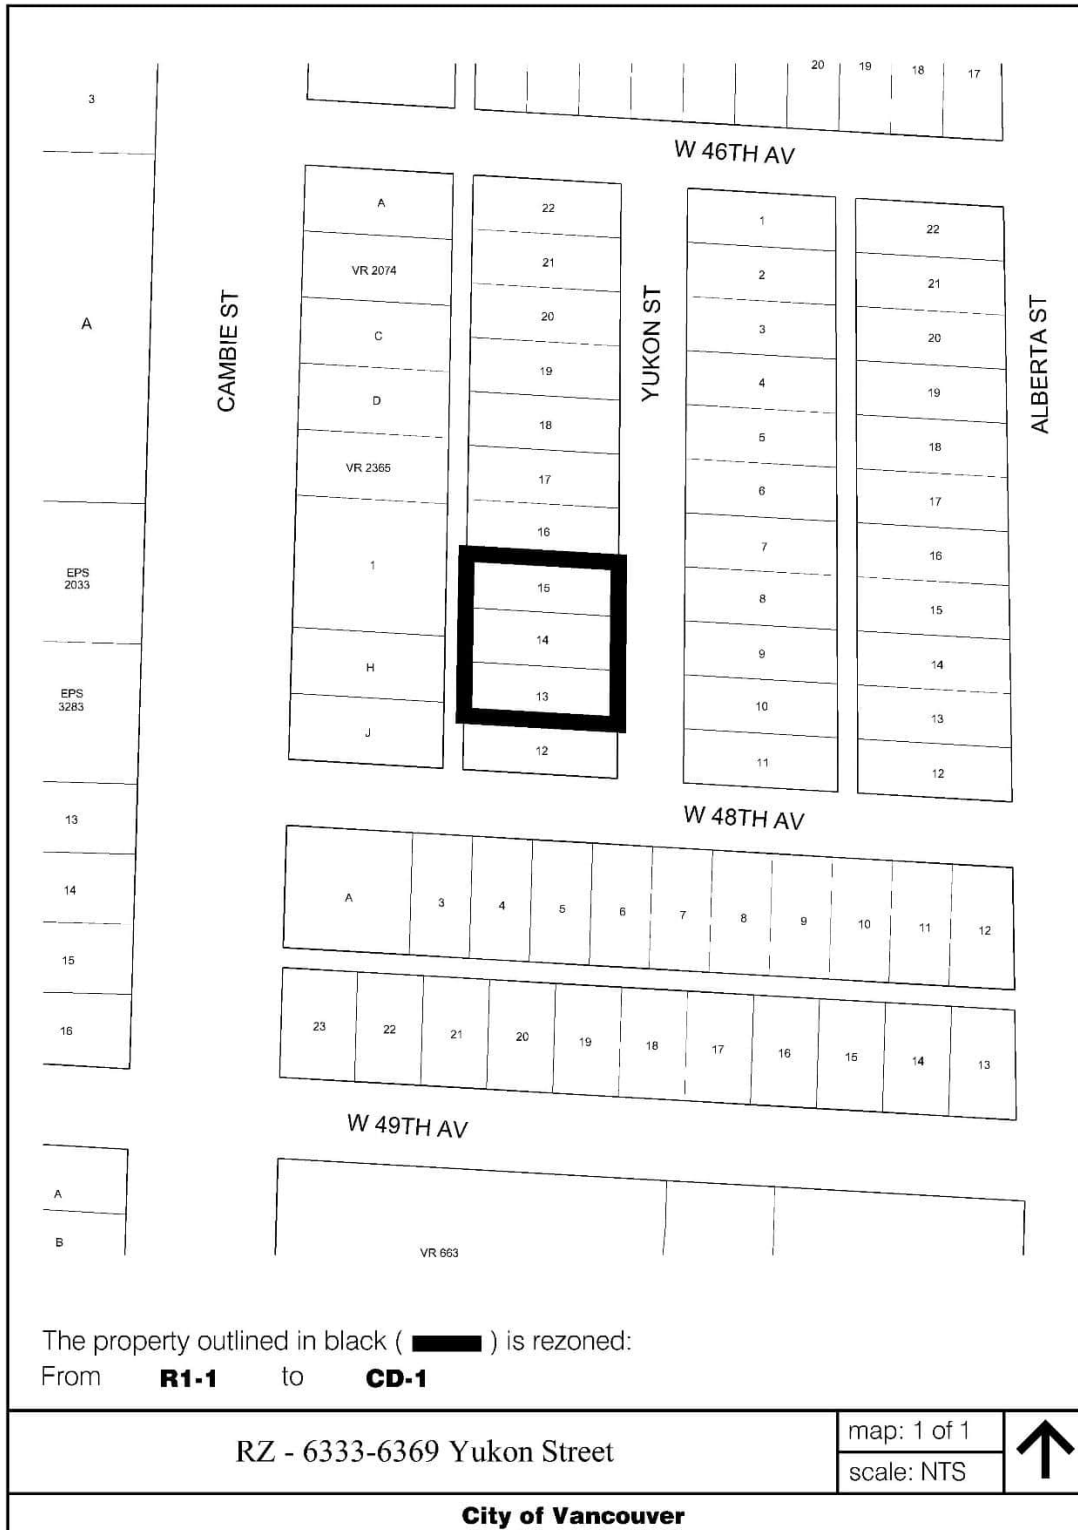 20 19 18 17
3
W 46TH AV
A
VR 2074
C
D
VR 2365
1
H
J
22
21
20
19
18
17
16
15
14
13
12
1
2
3
4
5
6
7
8
9
10
11
22
21
20
19
18
17
16
15
14
13
12
CAMBIE ST
YUKON ST
ALBERTA ST
A
EPS
2033
EPS
3283
13
14
15
16
W 48TH AV
A 3 4 5 6 7 8 9 10 11 12
23 22 21 20 19 18 17 16 15 14 13
W 49TH AV
A
B
VR 663
The property outlined in black ( ) is rezoned:
From R1-1 to CD-1
RZ - 6333-6369 Yukon Street
map: 1 of 1
scale: NTS
City of Vancouver